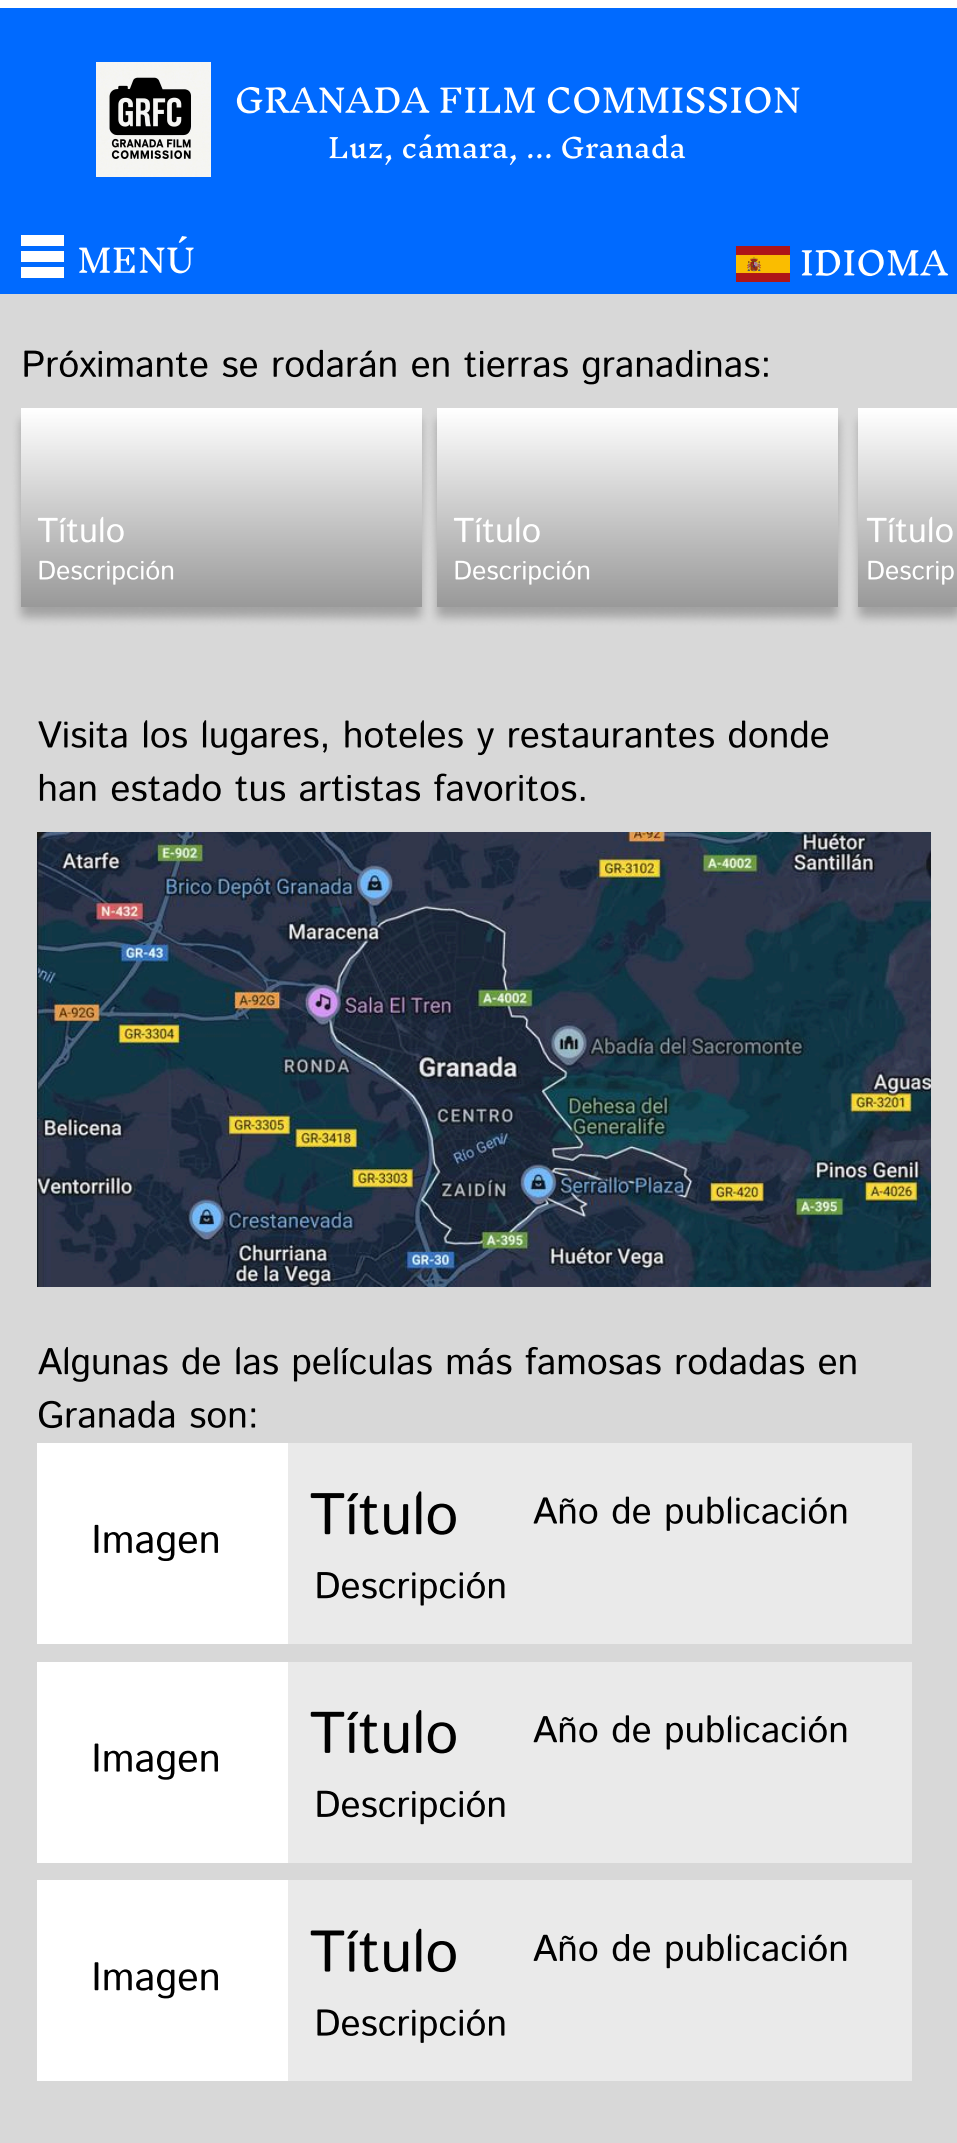 GRFC
GRANADA FILM
COMMISSION
GRANADA FILM COMMISSION
Luz, cámara, ... Granada
MENÚ
IDIOMA
Próximante se rodarán en tierras granadinas:
Título
Descripción
Título
Descripción
Título
Descrip
Visita los lugares, hoteles y restaurantes donde
han estado tus artistas favoritos.
A-92
Huétor
Santillán
Atarfe
E-902
GR-3102
A-4002
Brico Depôt Granada
N-432
Maracena
GR-43
nil
A-92G
A-92G
Sala El Tren
A-4002
GR-3304
Abadía del Sacromonte
RONDA
Granada
Aguas
GR-3201
CENTRO
Dehesa del
Generalife
Belicena
GR-3305
GR-3418
Río Genil
Pinos Genil
GR-3303
Ventorrillo
ZAIDÍN
Serrallo Plaza
GR-420
A-4026
A-395
Crestanevada
A-395
Churriana
de la Vega
GR-30
Huétor Vega
Algunas de las películas más famosas rodadas en
Granada son:
Imagen
Título
Año de publicación
Descripción
Imagen
Título
Año de publicación
Descripción
Imagen
Título
Año de publicación
Descripción